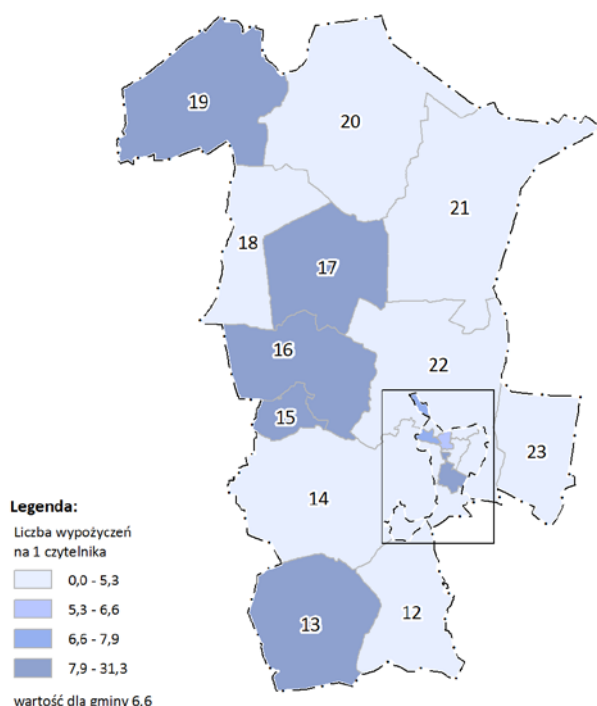 19
20
21
18
17
16
22
15
23
14
13
12
Legenda:
Liczba wypożyczeń
na 1 czytelnika
0,0 - 5,3
5,3 - 6,6
6,6 - 7,9
7,9 - 31,3
wartość dla gminy 6,6